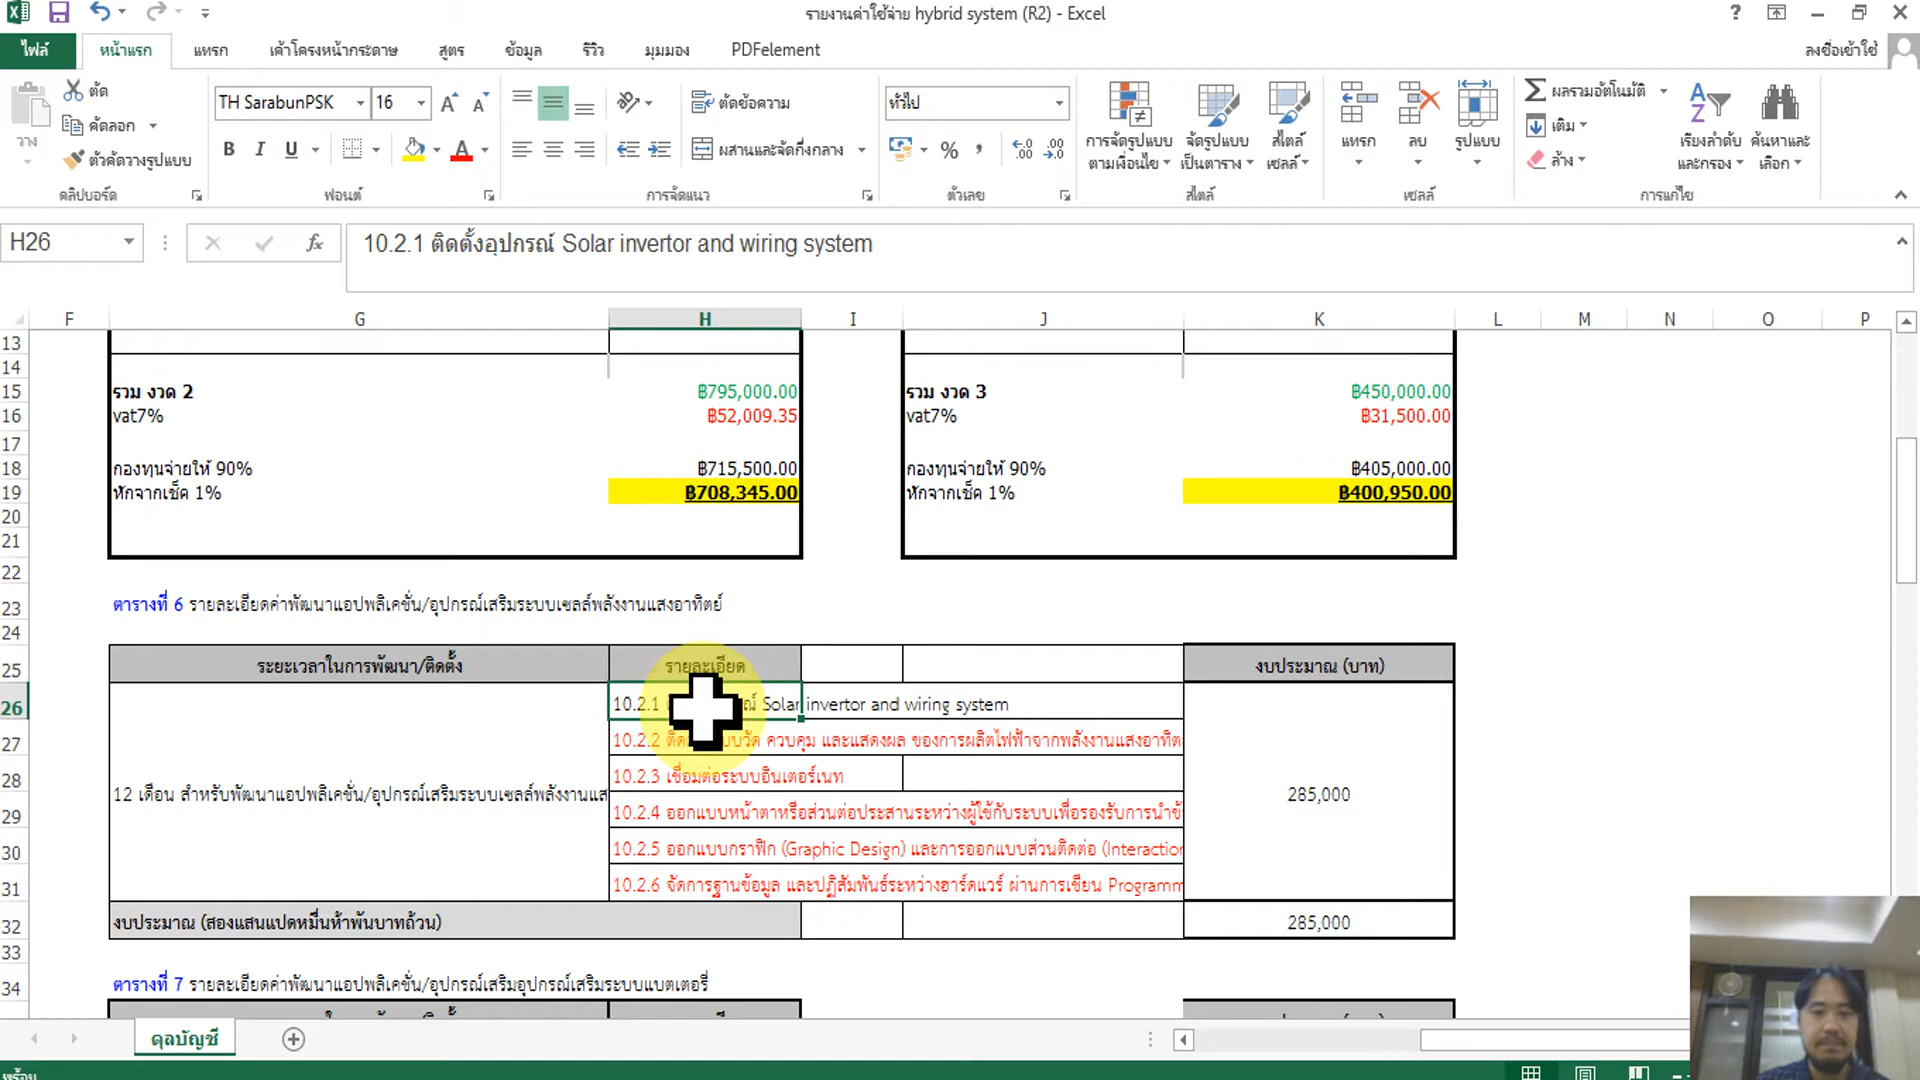 รายงานค่าใช้จ่าย hybrid system (R2) - Excel
ไฟล์ หน้าแรก แทรก เค้าโครงหน้ากระดาษ สูตร ข้อมูล รีวิว มุมมอง PDFelement ลงชื่อเข้าใช้
วาง ตัด คัดลอก ตัวคัดวางรูปแบบ คลิปบอร์ด
TH SarabunPSK 16 B I U ฟอนต์
ตัดข้อความ ผสานและจัดกึ่งกลาง การจัดแนว
ทั่วไป % ตัวเลข
การจัดรูปแบบตามเงื่อนไข จัดรูปแบบเป็นตาราง สไตล์เซลล์ สไตล์
แทรก ลบ รูปแบบ เซลล์
ผลรวมอัตโนมัติ เติม ล้าง เรียงลำดับและกรอง ค้นหาและเลือก การแก้ไข
H26 fx 10.2.1 ติดตั้งอุปกรณ์ Solar invertor and wiring system
F G H I J K L M N O P
13
14
15 รวม งวด 2 ฿795,000.00 รวม งวด 3 ฿450,000.00
16 vat7% ฿52,009.35 vat7% ฿31,500.00
17
18 กองทุนจ่ายให้ 90% ฿715,500.00 กองทุนจ่ายให้ 90% ฿405,000.00
19 หักจากเช็ค 1% ฿708,345.00 หักจากเช็ค 1% ฿400,950.00
20
21
22
23 ตารางที่ 6 รายละเอียดค่าพัฒนาแอปพลิเคชั่น/อุปกรณ์เสริมระบบเซลล์พลังงานแสงอาทิตย์
24
25 ระยะเวลาในการพัฒนา/ติดตั้ง รายละเอียด งบประมาณ (บาท)
26 10.2.1 Solar invertor and wiring system
27 10.2.2 ควบคุม และแสดงผล ของการผลิตไฟฟ้าจากพลังงานแสงอาทิต
28 10.2.3 เชื่อมต่อระบบอินเตอร์เนท
12 เดือน สำหรับพัฒนาแอปพลิเคชั่น/อุปกรณ์เสริมระบบเซลล์พลังงานแส 285,000
29 10.2.4 ออกแบบหน้าตาหรือส่วนต่อประสานระหว่างผู้ใช้กับระบบเพื่อรองรับการนำข้
30 10.2.5 ออกแบบกราฟิก (Graphic Design) และการออกแบบส่วนติดต่อ (Interaction
31 10.2.6 จัดการฐานข้อมูล และปฏิสัมพันธ์ระหว่างฮาร์ดแวร์ ผ่านการเขียน Programm
32 งบประมาณ (สองแสนแปดหมื่นห้าพันบาทถ้วน) 285,000
33
34 ตารางที่ 7 รายละเอียดค่าพัฒนาแอปพลิเคชั่น/อุปกรณ์เสริมอุปกรณ์เสริมระบบแบตเตอรี่
ดุลบัญชี
พร้อม